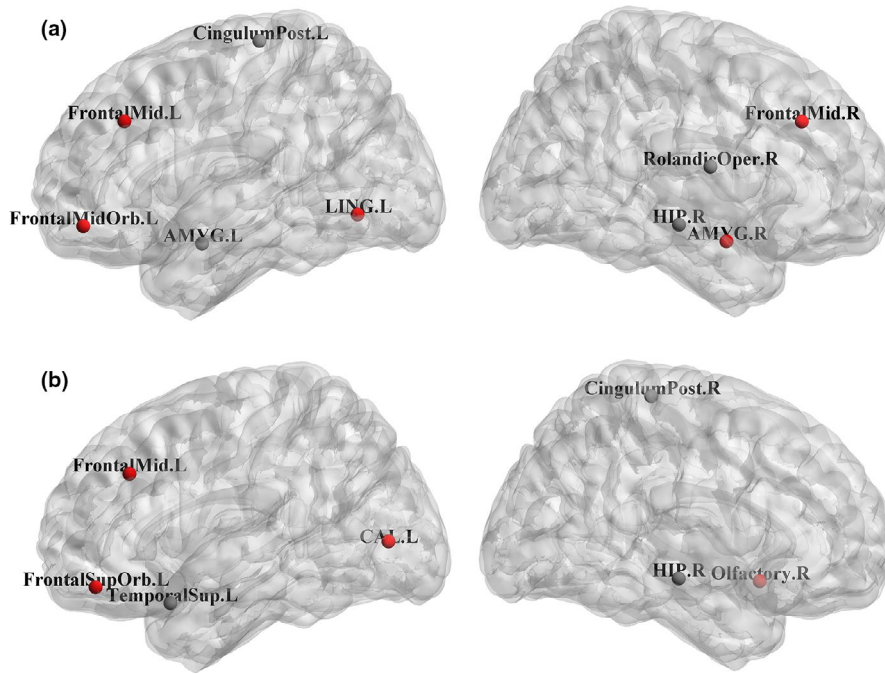 (a)
CingulumPost.L
FrontalMid.L
FrontalMid.R
RolandicOper.R
FrontalMidOrb.L
LING.L
AMYG.L
HIP.R
AMYG.R
(b)
CingulumPost.R
FrontalMid.L
CAL.L
FrontalSupOrb.L
TemporalSup.L
HIP.R
Olfactory.R